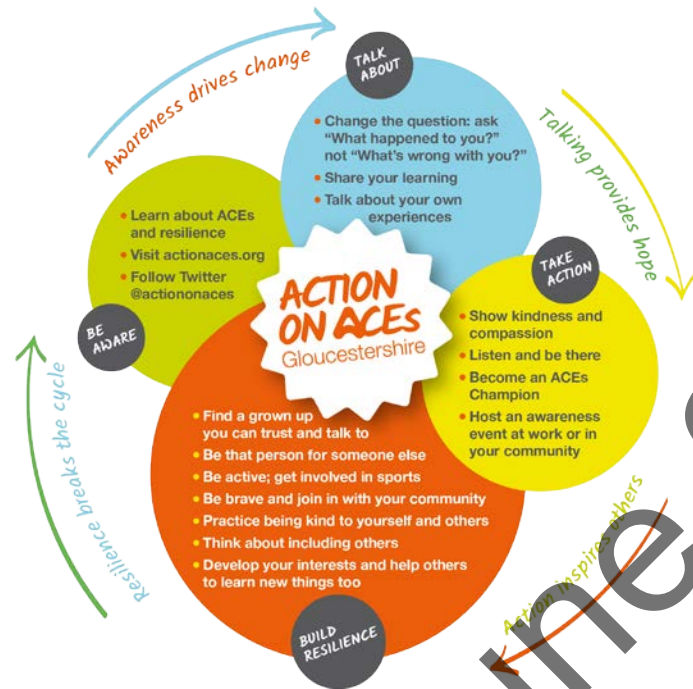 Awareness drives change
TALK
ABOUT
• Change the question: ask
“What happened to you?”
not “What’s wrong with you?”
• Share your learning
• Talk about your own
experiences
Talking provides hope
• Learn about ACEs
and resilience
• Visit actionaces.org
• Follow Twitter
@actiononaces
BE
AWARE
ACTION
ON ACEs
Gloucestershire
TAKE
ACTION
• Show kindness and
compassion
• Listen and be there
• Become an ACEs
Champion
• Host an awareness
event at work or in
your community
Resilience breaks the cycle
• Find a grown up
you can trust and talk to
• Be that person for someone else
• Be active; get involved in sports
• Be brave and join in with your community
• Practice being kind to yourself and others
• Think about including others
• Develop your interests and help others
to learn new things too
BUILD
RESILIENCE
Action inspires others